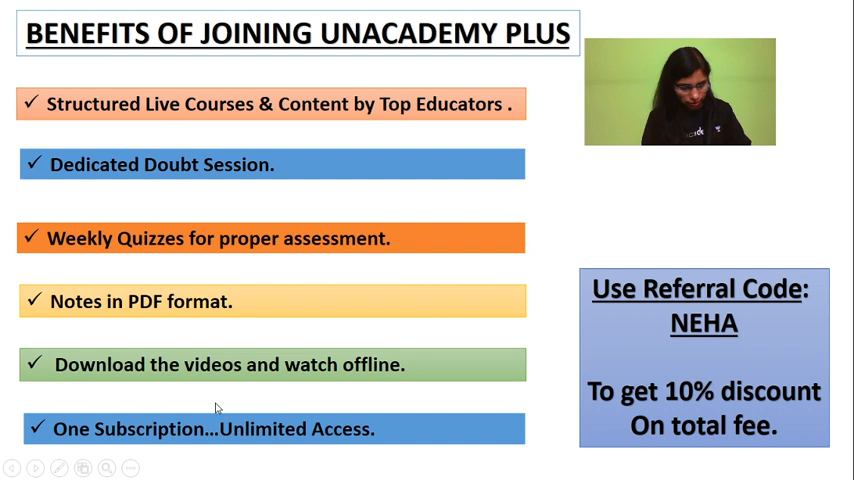 BENEFITS OF JOINING UNACADEMY PLUS
✓ Structured Live Courses & Content by Top Educators .
✓ Dedicated Doubt Session.
✓ Weekly Quizzes for proper assessment.
✓ Notes in PDF format.
✓ Download the videos and watch offline.
✓ One Subscription...Unlimited Access.
Use Referral Code:
NEHA
To get 10% discount
On total fee.